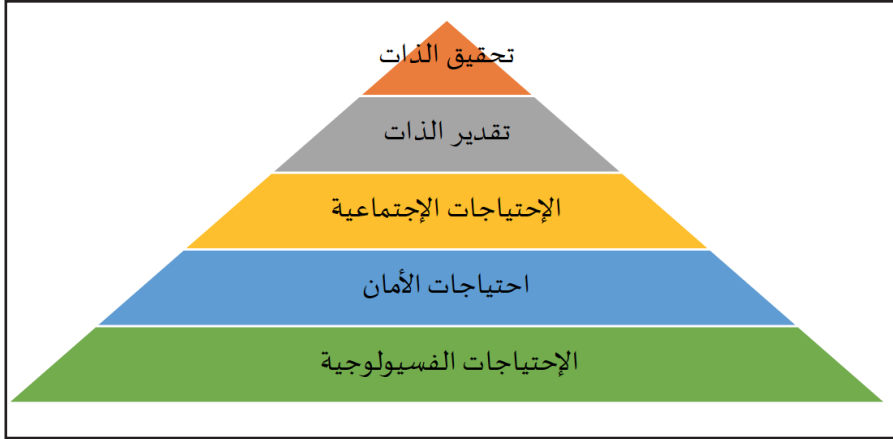 تحقيق الذات
تقدير الذات
الإحتياجات الإجتماعية
احتياجات الأمان
الإحتياجات الفسيولوجية